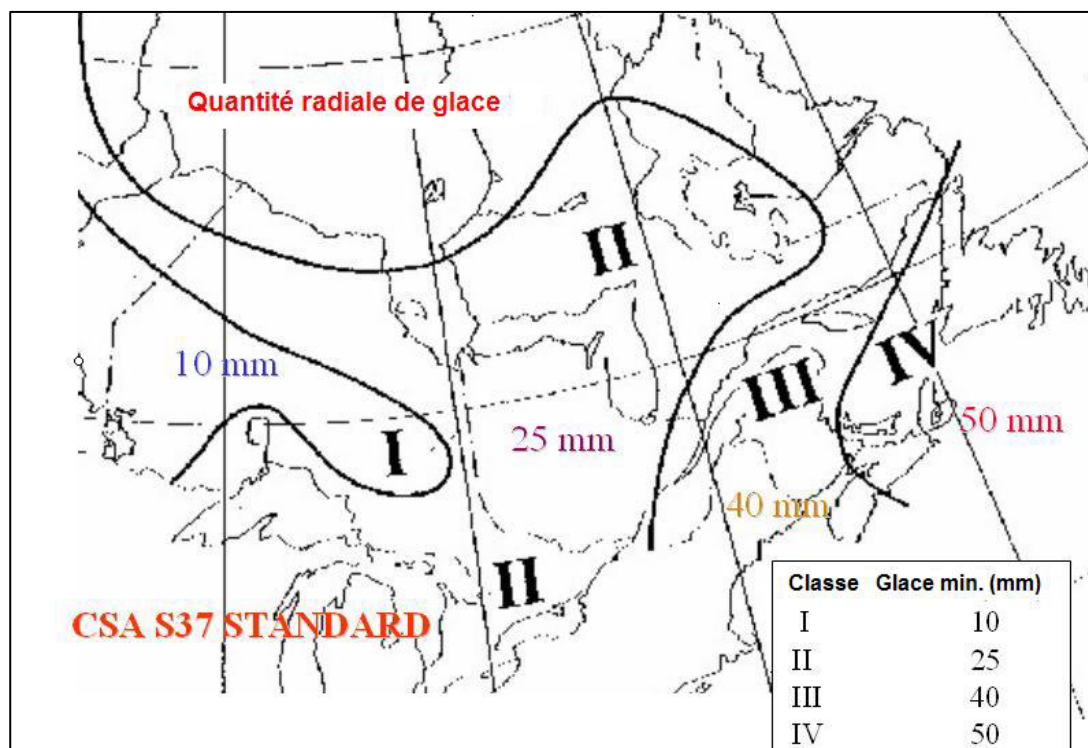 Quantité radiale de glace
II
10 mm
IV
III
I
25 mm
50 mm
40 mm
II
CSA S37 STANDARD
Classe Glace min. (mm)
I 10
II 25
III 40
IV 50